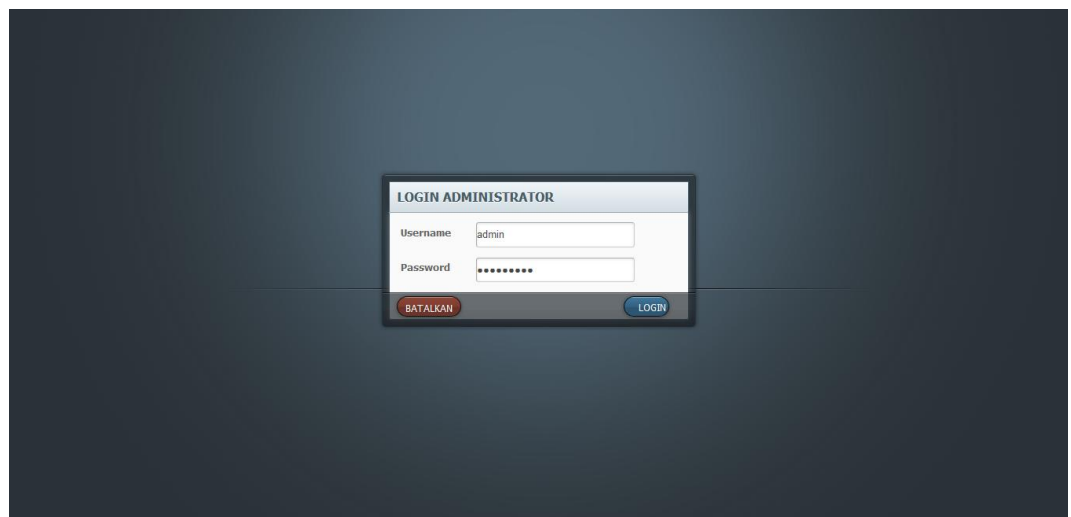 LOGIN ADMINISTRATOR
Username admin
Password •••••••••
BATALKAN LOGIN